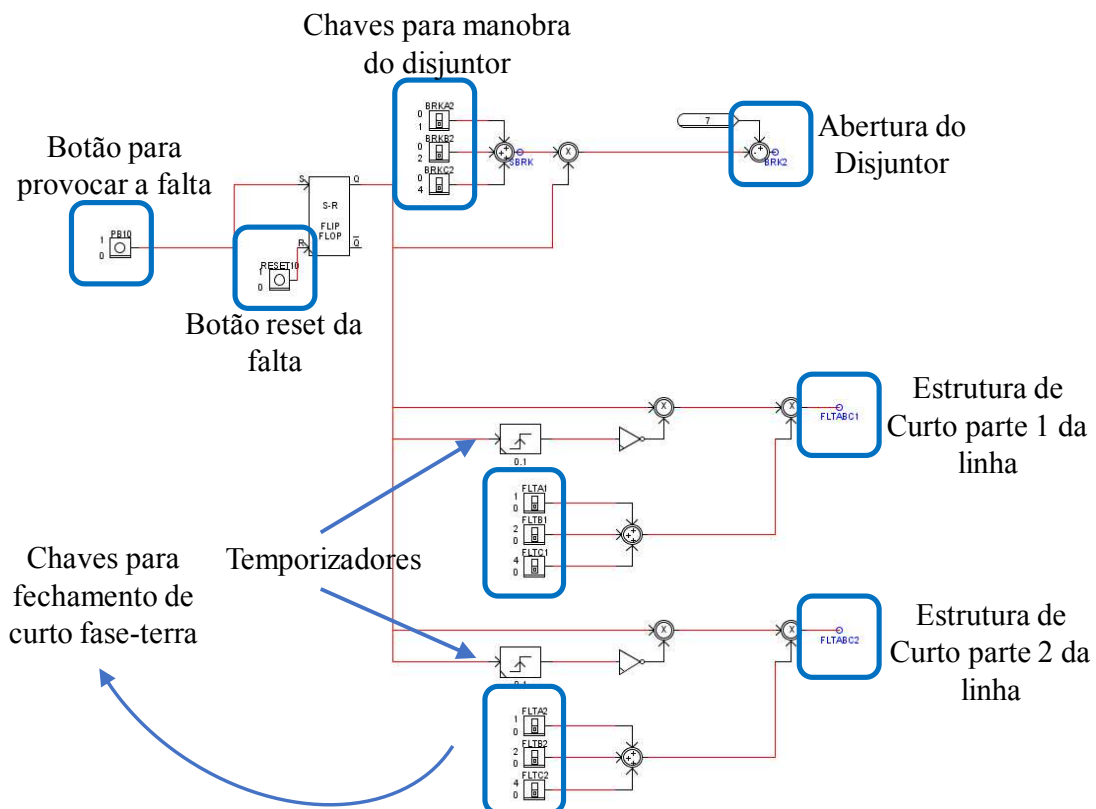 Chaves para manobra
do disjuntor
BRKA2
0
1
BRKB2
0
2
BRKC2
0
4
SBRK
7
BRK2
Abertura do
Disjuntor
Botão para
provocar a falta
PB10
1
0
S
Q
S-R
FLIP
FLOP
R
Q
RESET10
1
0
Botão reset da
falta
X
X
X
FLTABC1
Estrutura de
Curto parte 1 da
linha
0.1
FLTA1
1
0
FLTB1
2
0
FLTC1
4
0
Temporizadores
Chaves para
fechamento de
curto fase-terra
X
X
FLTABC2
Estrutura de
Curto parte 2 da
linha
FLTA2
1
0
FLTB2
2
0
FLTC2
4
0